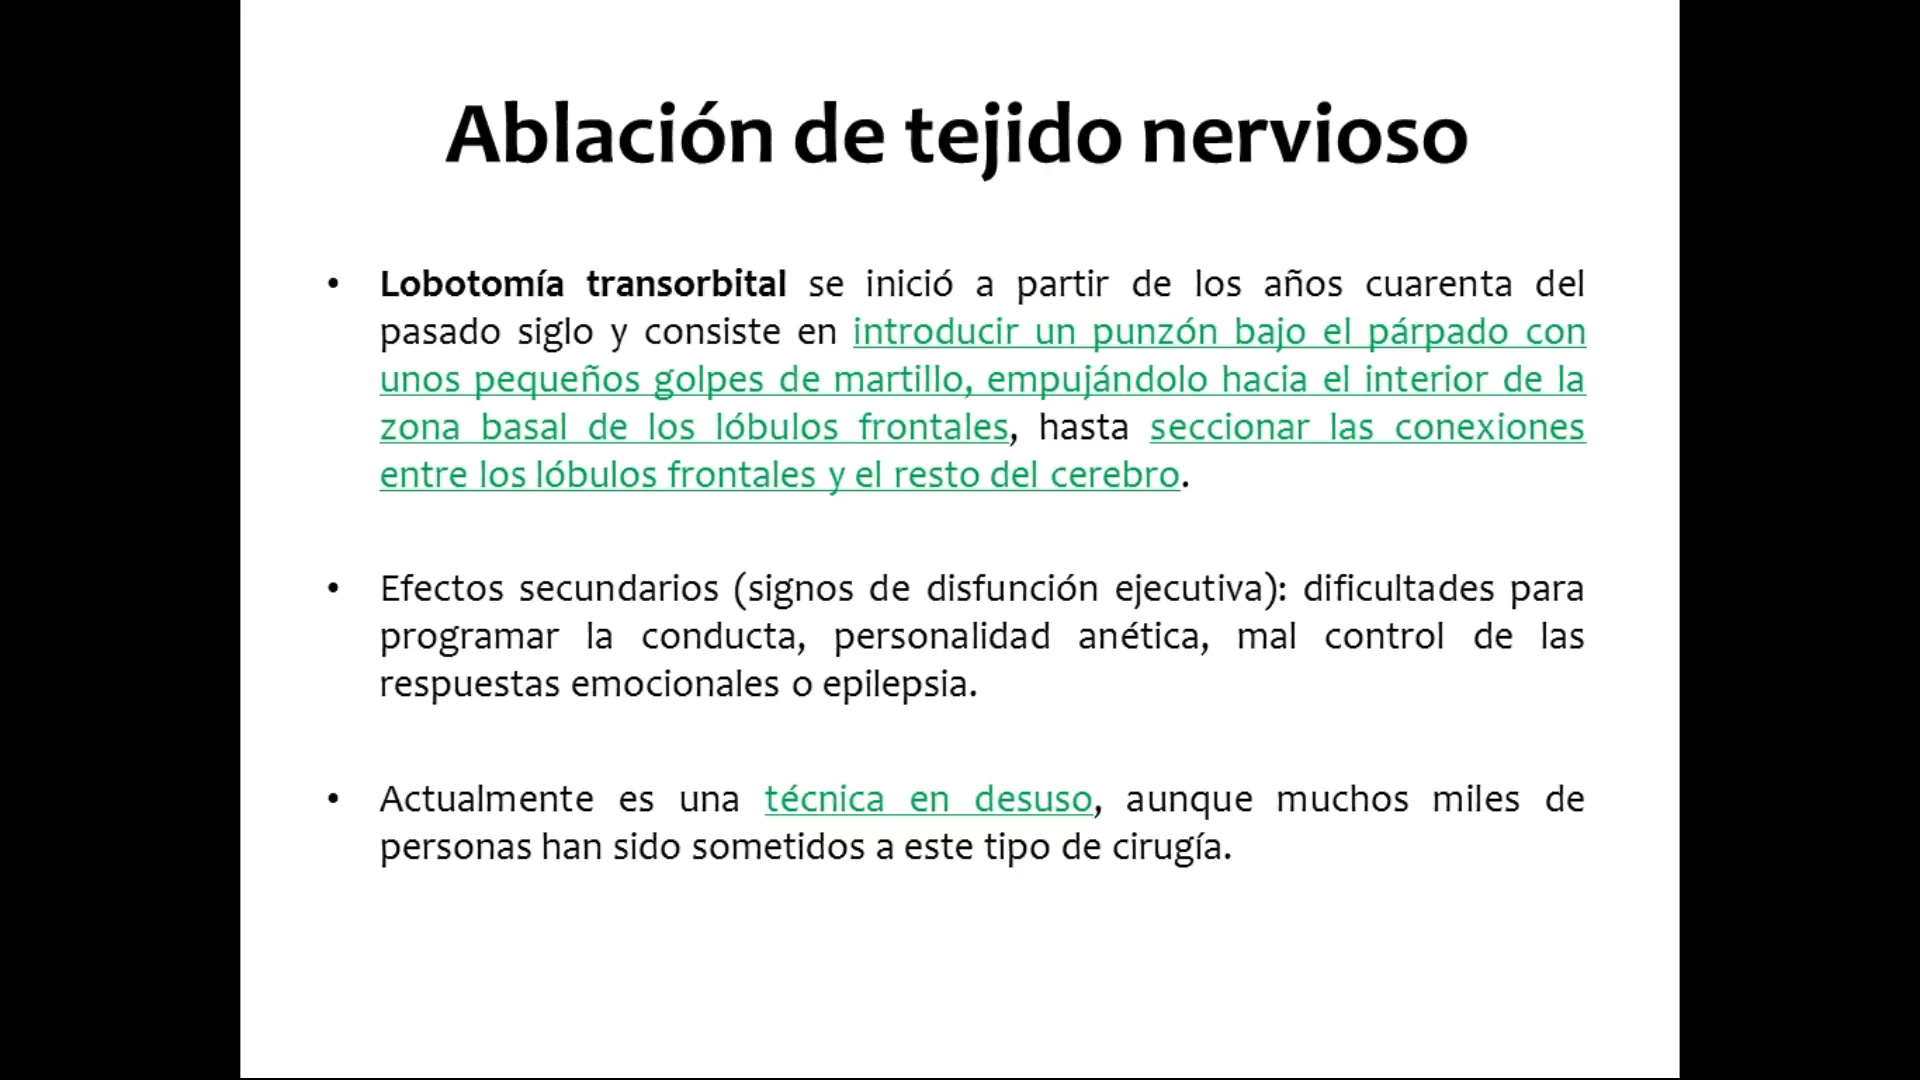 Ablación de tejido nervioso
• Lobotomía transorbital se inició a partir de los años cuarenta del
pasado siglo y consiste en introducir un punzón bajo el párpado con
unos pequeños golpes de martillo, empujándolo hacia el interior de la
zona basal de los lóbulos frontales, hasta seccionar las conexiones
entre los lóbulos frontales y el resto del cerebro.
• Efectos secundarios (signos de disfunción ejecutiva): dificultades para
programar la conducta, personalidad anética, mal control de las
respuestas emocionales o epilepsia.
• Actualmente es una técnica en desuso, aunque muchos miles de
personas han sido sometidos a este tipo de cirugía.